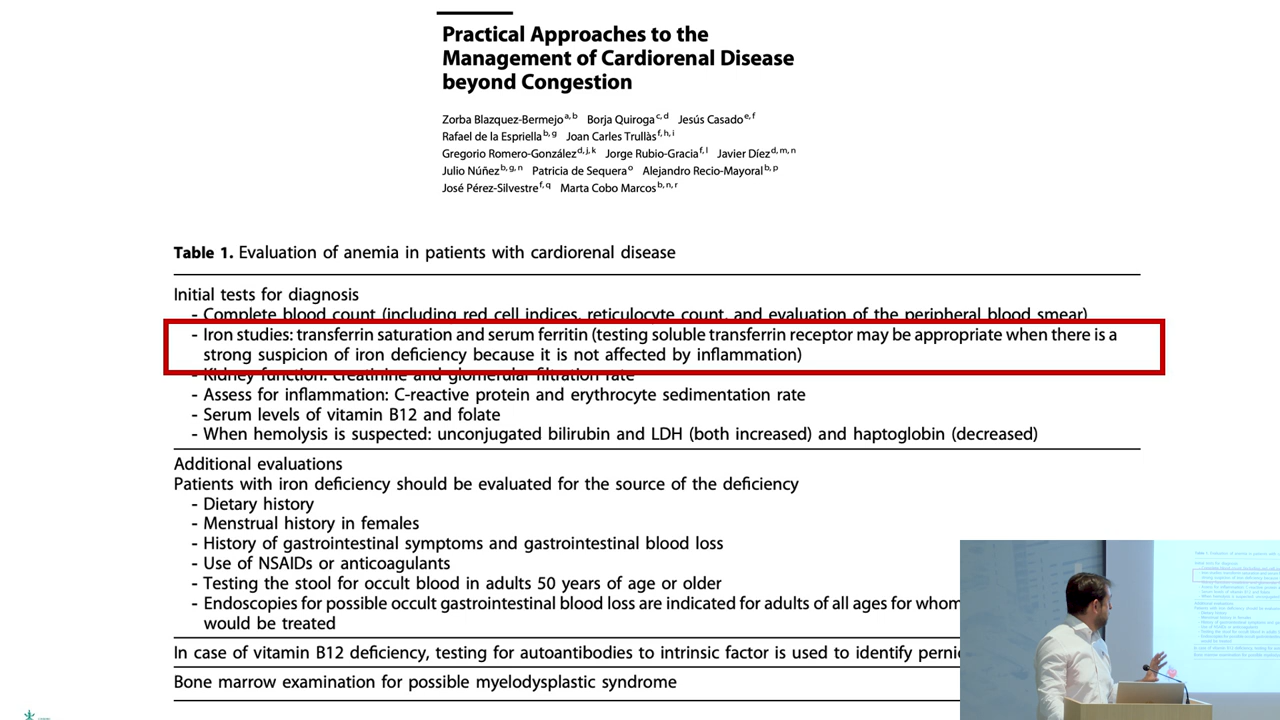 Practical Approaches to the
Management of Cardiorenal Disease
beyond Congestion
Zorba Blazquez-Bermejo a, b Borja Quiroga c, d Jesús Casado e, f
Rafael de la Espriella b, g Joan Carles Trullàs f, h, i
Gregorio Romero-González d, j, k Jorge Rubio-Gracia f, l Javier Díez d, m, n
Julio Núñez b, g, n Patricia de Sequera o Alejandro Recio-Mayoral b, p
José Pérez-Silvestre f, q Marta Cobo Marcos b, n, r
Table 1. Evaluation of anemia in patients with cardiorenal disease
Initial tests for diagnosis
- Complete blood count (including red cell indices, reticulocyte count, and evaluation of the peripheral blood smear)
- Iron studies: transferrin saturation and serum ferritin (testing soluble transferrin receptor may be appropriate when there is a
strong suspicion of iron deficiency because it is not affected by inflammation)
- Kidney function: creatinine and glomerular filtration rate
- Assess for inflammation: C-reactive protein and erythrocyte sedimentation rate
- Serum levels of vitamin B12 and folate
- When hemolysis is suspected: unconjugated bilirubin and LDH (both increased) and haptoglobin (decreased)
Additional evaluations
Patients with iron deficiency should be evaluated for the source of the deficiency
- Dietary history
- Menstrual history in females
- History of gastrointestinal symptoms and gastrointestinal blood loss
- Use of NSAIDs or anticoagulants
- Testing the stool for occult blood in adults 50 years of age or older
- Endoscopies for possible occult gastrointestinal blood loss are indicated for adults of all ages for whom
would be treated
In case of vitamin B12 deficiency, testing for autoantibodies to intrinsic factor is used to identify
Bone marrow examination for possible myelodysplastic syndrome